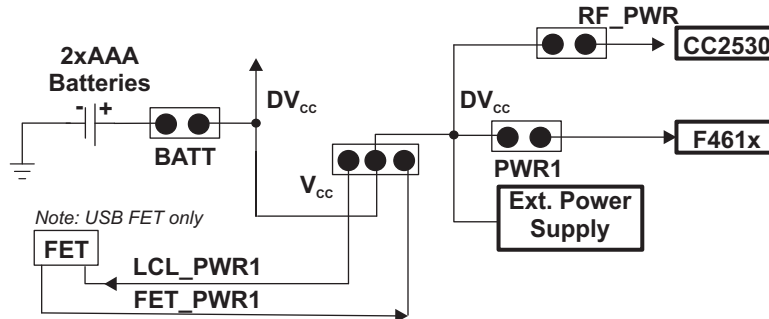 RF_PWR
CC2530
2xAAA
Batteries
- +
DVcc
DVcc
BATT
F461x
PWR1
Vcc
Ext. Power
Supply
Note: USB FET only
FET
LCL_PWR1
FET_PWR1